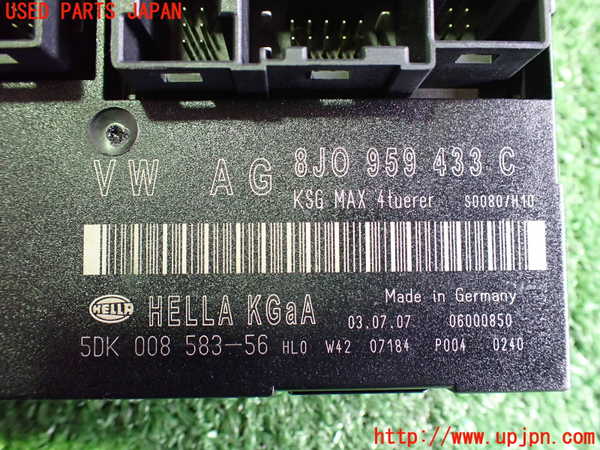 USED PARTS JAPAN
VW AG 8J0 959 433 C
KSG MAX 4tuerer S0080/H10
HELLA HELLA KGaA Made in Germany
03.07.07 06000850
5DK 008 583-56 HLO W42 07184 P004 0240
http://www.upjpn.com